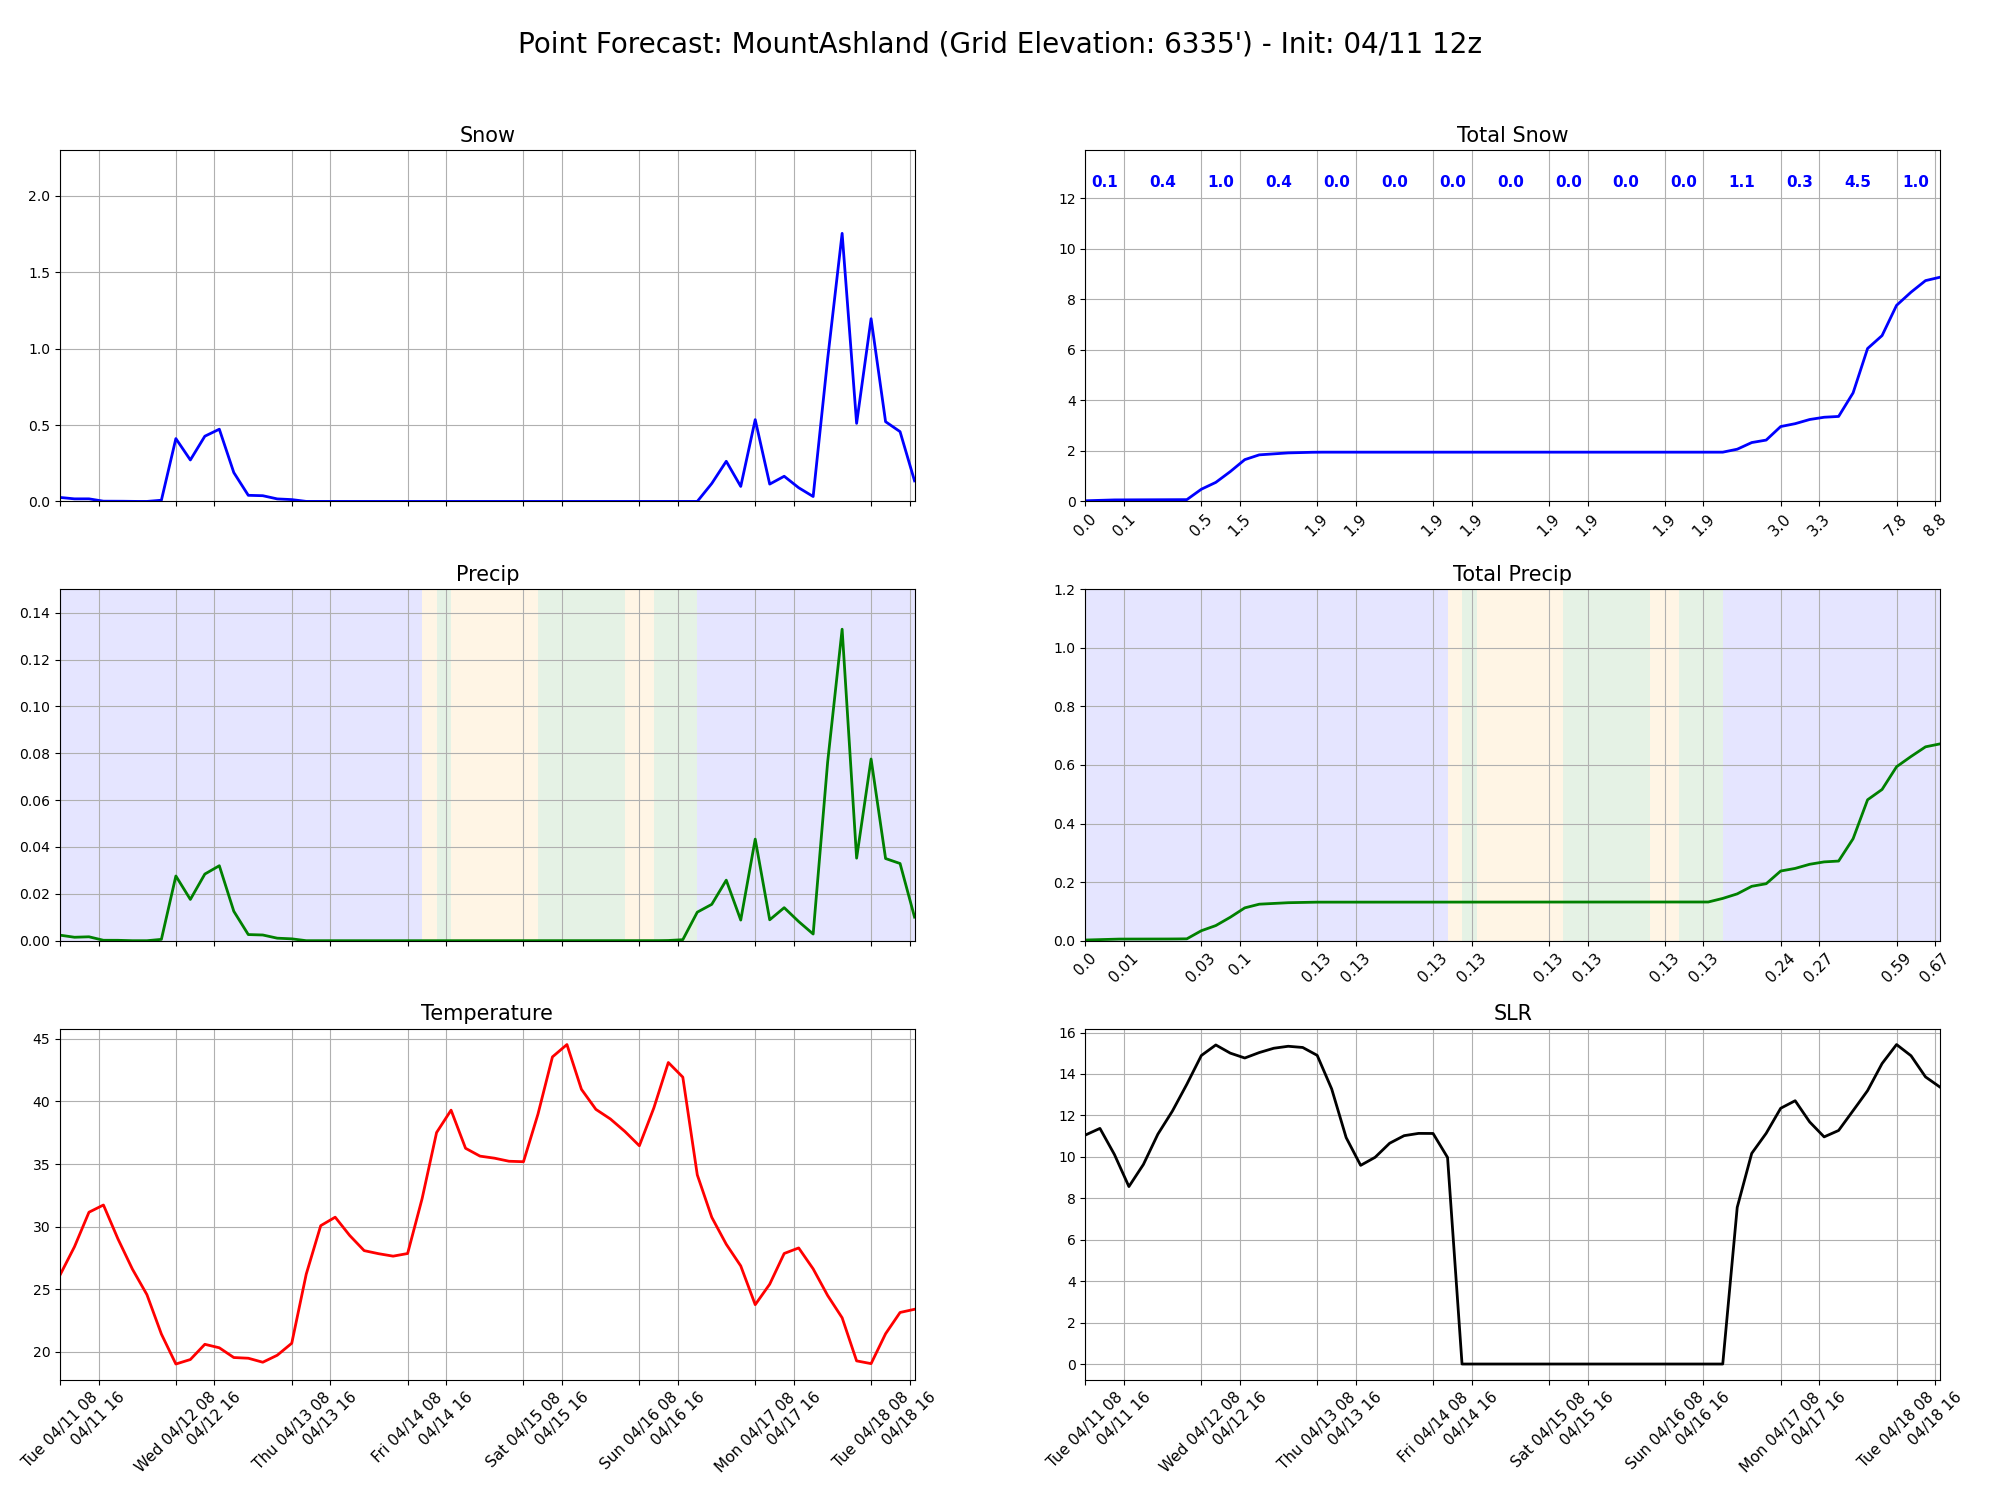 Point Forecast: MountAshland (Grid Elevation: 6335') - Init: 04/11 12z
Snow
2.0
1.5
1.0
0.5
0.0
Total Snow
0.1 0.4 1.0 0.4 0.0 0.0 0.0 0.0 0.0 0.0 0.0 1.1 0.3 4.5 1.0
12
10
8
6
4
2
0
0.0 0.1 0.5 1.5 1.9 1.9 1.9 1.9 1.9 1.9 1.9 1.9 3.0 3.3 7.8 8.8
Precip
0.14
0.12
0.10
0.08
0.06
0.04
0.02
0.00
Total Precip
1.2
1.0
0.8
0.6
0.4
0.2
0.0
0.0 0.01 0.03 0.1 0.13 0.13 0.13 0.13 0.13 0.13 0.13 0.13 0.24 0.27 0.59 0.67
Temperature
45
40
35
30
25
20
Tue 04/11 08
04/11 16
Wed 04/12 08
04/12 16
Thu 04/13 08
04/13 16
Fri 04/14 08
04/14 16
Sat 04/15 08
04/15 16
Sun 04/16 08
04/16 16
Mon 04/17 08
04/17 16
Tue 04/18 08
04/18 16
SLR
16
14
12
10
8
6
4
2
0
Tue 04/11 08
04/11 16
Wed 04/12 08
04/12 16
Thu 04/13 08
04/13 16
Fri 04/14 08
04/14 16
Sat 04/15 08
04/15 16
Sun 04/16 08
04/16 16
Mon 04/17 08
04/17 16
Tue 04/18 08
04/18 16